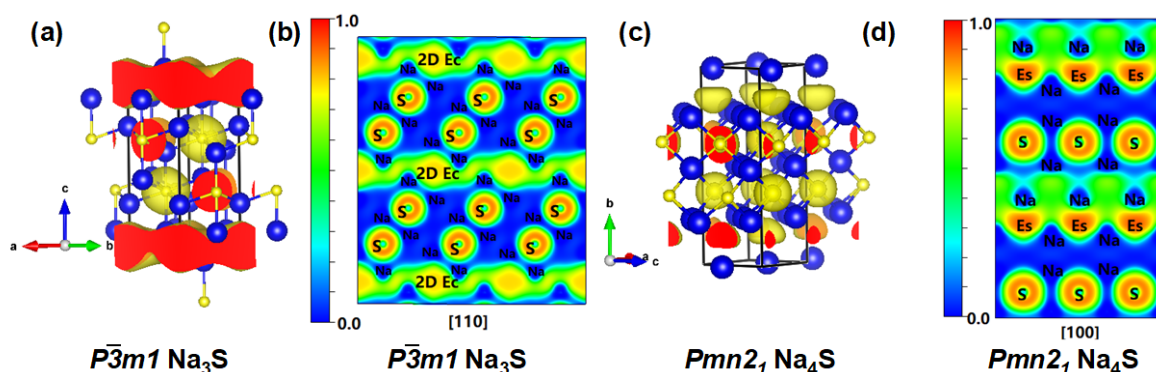 (a)
c
a
b
P3̅m1 Na₃S
(b)
1.0
0.0
2D Ec
Na Na Na
S S S
Na Na Na
Na Na Na
S S S
Na Na Na
2D Ec
Na Na Na
S S S
Na Na Na
Na Na Na
S S S
Na Na Na
2D Ec
[110]
P3̅m1 Na₃S
(c)
b
a
c
Pmn2₁ Na₄S
(d)
1.0
0.0
Na Na Na
Es Es Es
Na Na
S S S
Na Na
Na Na Na
Es Es Es
Na Na
S S S
[100]
Pmn2₁ Na₄S